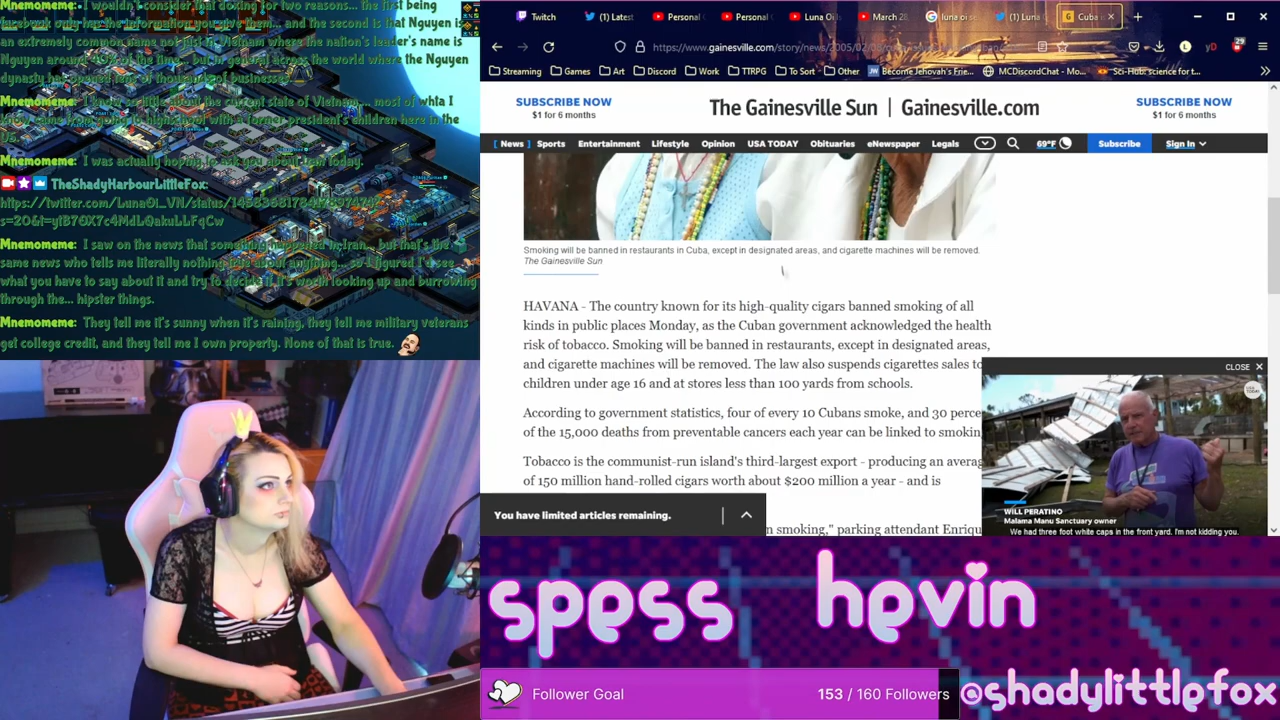 Mnemomeme: I wouldn't consider that doxing for two reasons... the first being
facebook only has the information you give them... and the second is that Nguyen is
an extremely common name not just in Vietnam where the nation's leader's name is
Nguyen around 45% of the time... but in general across the world where the Nguyen
dynasty has opened tens of thousands of businesses
Mnemomeme: I know so little about the current state of Vietnam... most of whta I
know came from going to highschool with a former president's children here in the
Us.
Mnemomeme: I was actually hoping to ask you about Iran today.
TheShadyHarbourLittleFox:
Mnemomeme: I saw on the news that something happened in Iran... but that's the
same news who tells me literally nothing true about anything... so I figured I'd see
what you have to say about it and try to decide if it's worth looking up and burrowing
through the... hipster things.
Mnemomeme: They tell me it's sunny when it's raining, they tell me military veterans
get college credit, and they tell me I own property. None of that is true.
Twitch
(1) Latest
Personal
Personal
Luna Oi
March 28
luna oi se
(1) Luna
Cuba
https://www.gainesville.com/story/news/2005/02/08/
29
Streaming
Games
Art
Discord
Work
TTRPG
To Sort
Other
Become Jehovah's Frie...
MCDiscordChat - Mo...
Sci-Hub: science for t...
SUBSCRIBE NOW
$1 for 6 months
The Gainesville Sun | Gainesville.com
SUBSCRIBE NOW
$1 for 6 months
[ News ] Sports Entertainment Lifestyle Opinion USA TODAY Obituaries eNewspaper Legals 69°F Subscribe Sign In
Smoking will be banned in restaurants in Cuba, except in designated areas, and cigarette machines will be removed.
The Gainesville Sun
HAVANA - The country known for its high-quality cigars banned smoking of all
kinds in public places Monday, as the Cuban government acknowledged the health
risk of tobacco. Smoking will be banned in restaurants, except in designated areas,
and cigarette machines will be removed. The law also suspends cigarettes sales to
children under age 16 and at stores less than 100 yards from schools.
According to government statistics, four of every 10 Cubans smoke, and 30 perce
of the 15,000 deaths from preventable cancers each year can be linked to smokin
Tobacco is the communist-run island's third-largest export - producing an averag
of 150 million hand-rolled cigars worth about $200 million a year - and is
n smoking," parking attendant Enriqu
You have limited articles remaining.
CLOSE
WILL PERATINO
Malama Manu Sanctuary owner
We had three foot white caps in the front yard. I'm not kidding you.
spess hevin
Follower Goal
153 / 160 Followers
@shadylittlefox